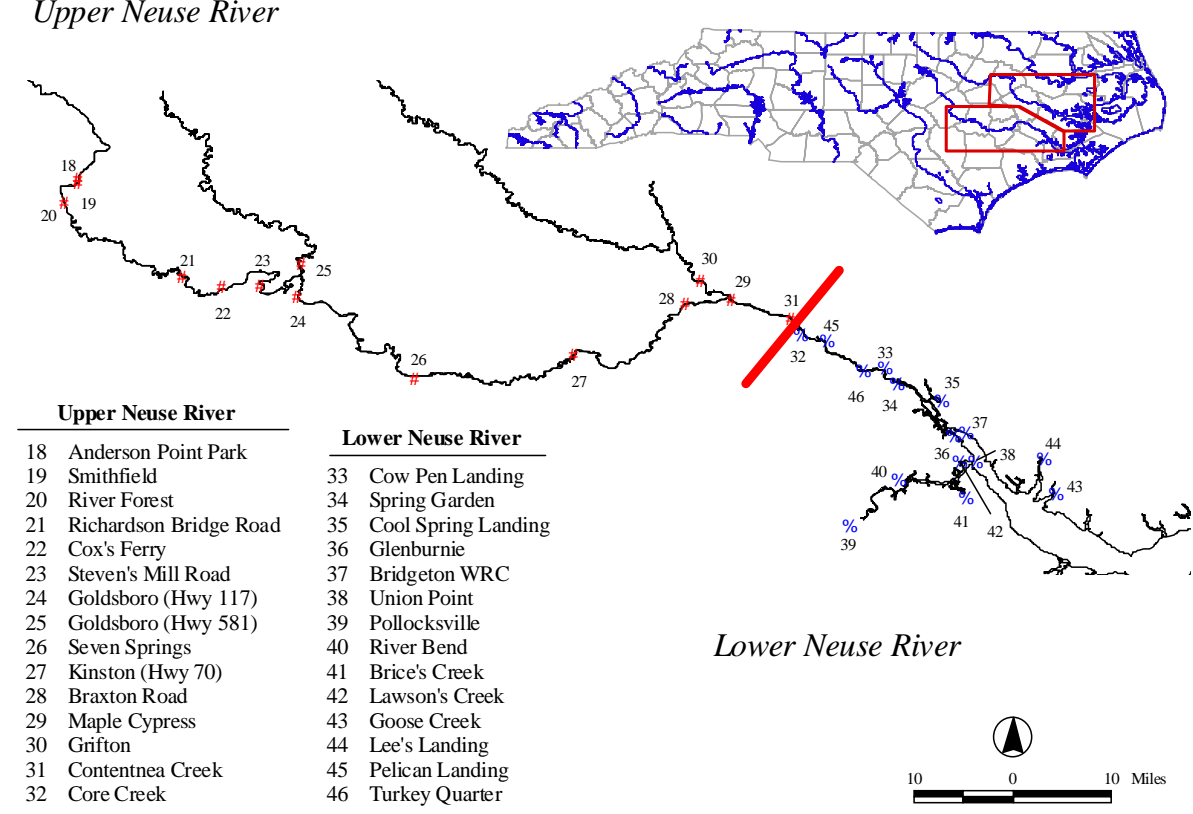 Upper Neuse River
18
19
20
21
22
23
25
24
26
27
28
30
29
31
32
45
46
33
34
35
37
36
38
44
43
40
41
42
39
Upper Neuse River
18 Anderson Point Park
19 Smithfield
20 River Forest
21 Richardson Bridge Road
22 Cox's Ferry
23 Steven's Mill Road
24 Goldsboro (Hwy 117)
25 Goldsboro (Hwy 581)
26 Seven Springs
27 Kinston (Hwy 70)
28 Braxton Road
29 Maple Cypress
30 Grifton
31 Contentnea Creek
32 Core Creek
Lower Neuse River
33 Cow Pen Landing
34 Spring Garden
35 Cool Spring Landing
36 Glenburnie
37 Bridgeton WRC
38 Union Point
39 Pollocksville
40 River Bend
41 Brice's Creek
42 Lawson's Creek
43 Goose Creek
44 Lee's Landing
45 Pelican Landing
46 Turkey Quarter
Lower Neuse River
10 0 10 Miles